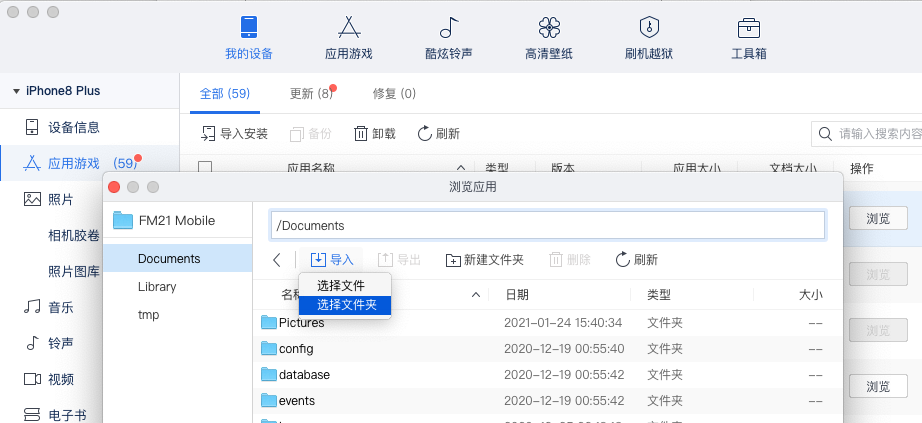 我的设备 应用游戏 酷炫铃声 高清壁纸 刷机越狱 工具箱
iPhone8 Plus
全部 (59) 更新 (8) 修复 (0)
设备信息
导入安装 备份 卸载 刷新 请输入搜索内容
应用游戏 (59)
应用名称 类型 版本 应用大小 文档大小 操作
浏览应用
照片
FM21 Mobile
/Documents
浏览
相机胶卷
Documents
导入 导出 新建文件夹 删除 刷新
照片图库
浏览
Library
选择文件
日期 类型 大小
选择文件夹
音乐
tmp
Pictures 2021-01-24 15:40:34 文件夹 --
浏览
铃声
config 2020-12-19 00:55:40 文件夹 --
视频
database 2020-12-19 00:55:42 文件夹 --
浏览
events 2020-12-19 00:55:42 文件夹 --
电子书